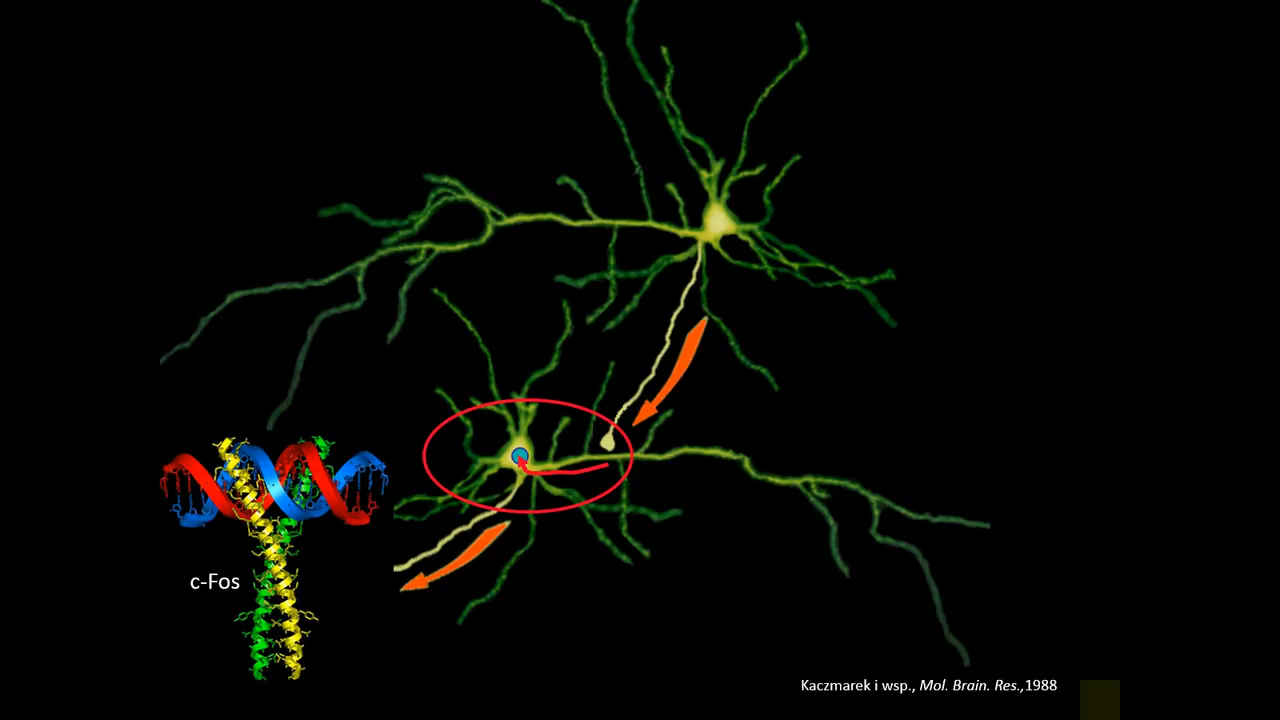 c-Fos
Kaczmarek i wsp., Mol. Brain. Res.,1988